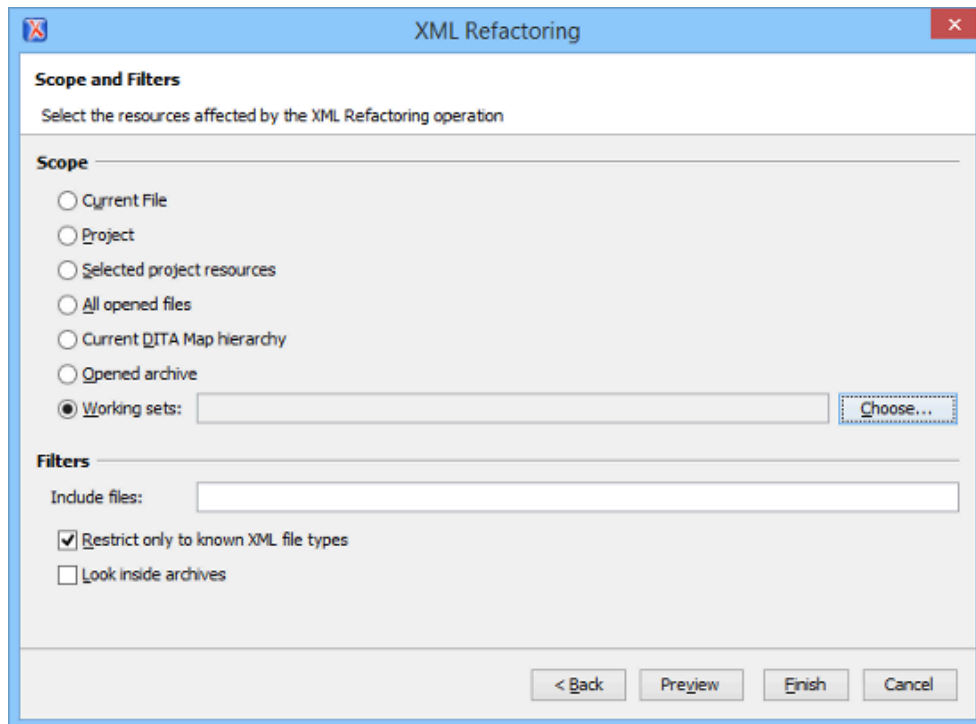 XML Refactoring
Scope and Filters
Select the resources affected by the XML Refactoring operation
Scope
Current File
Project
Selected project resources
All opened files
Current DITA Map hierarchy
Opened archive
Working sets: Choose...
Filters
Include files:
Restrict only to known XML file types
Look inside archives
< Back Preview Finish Cancel